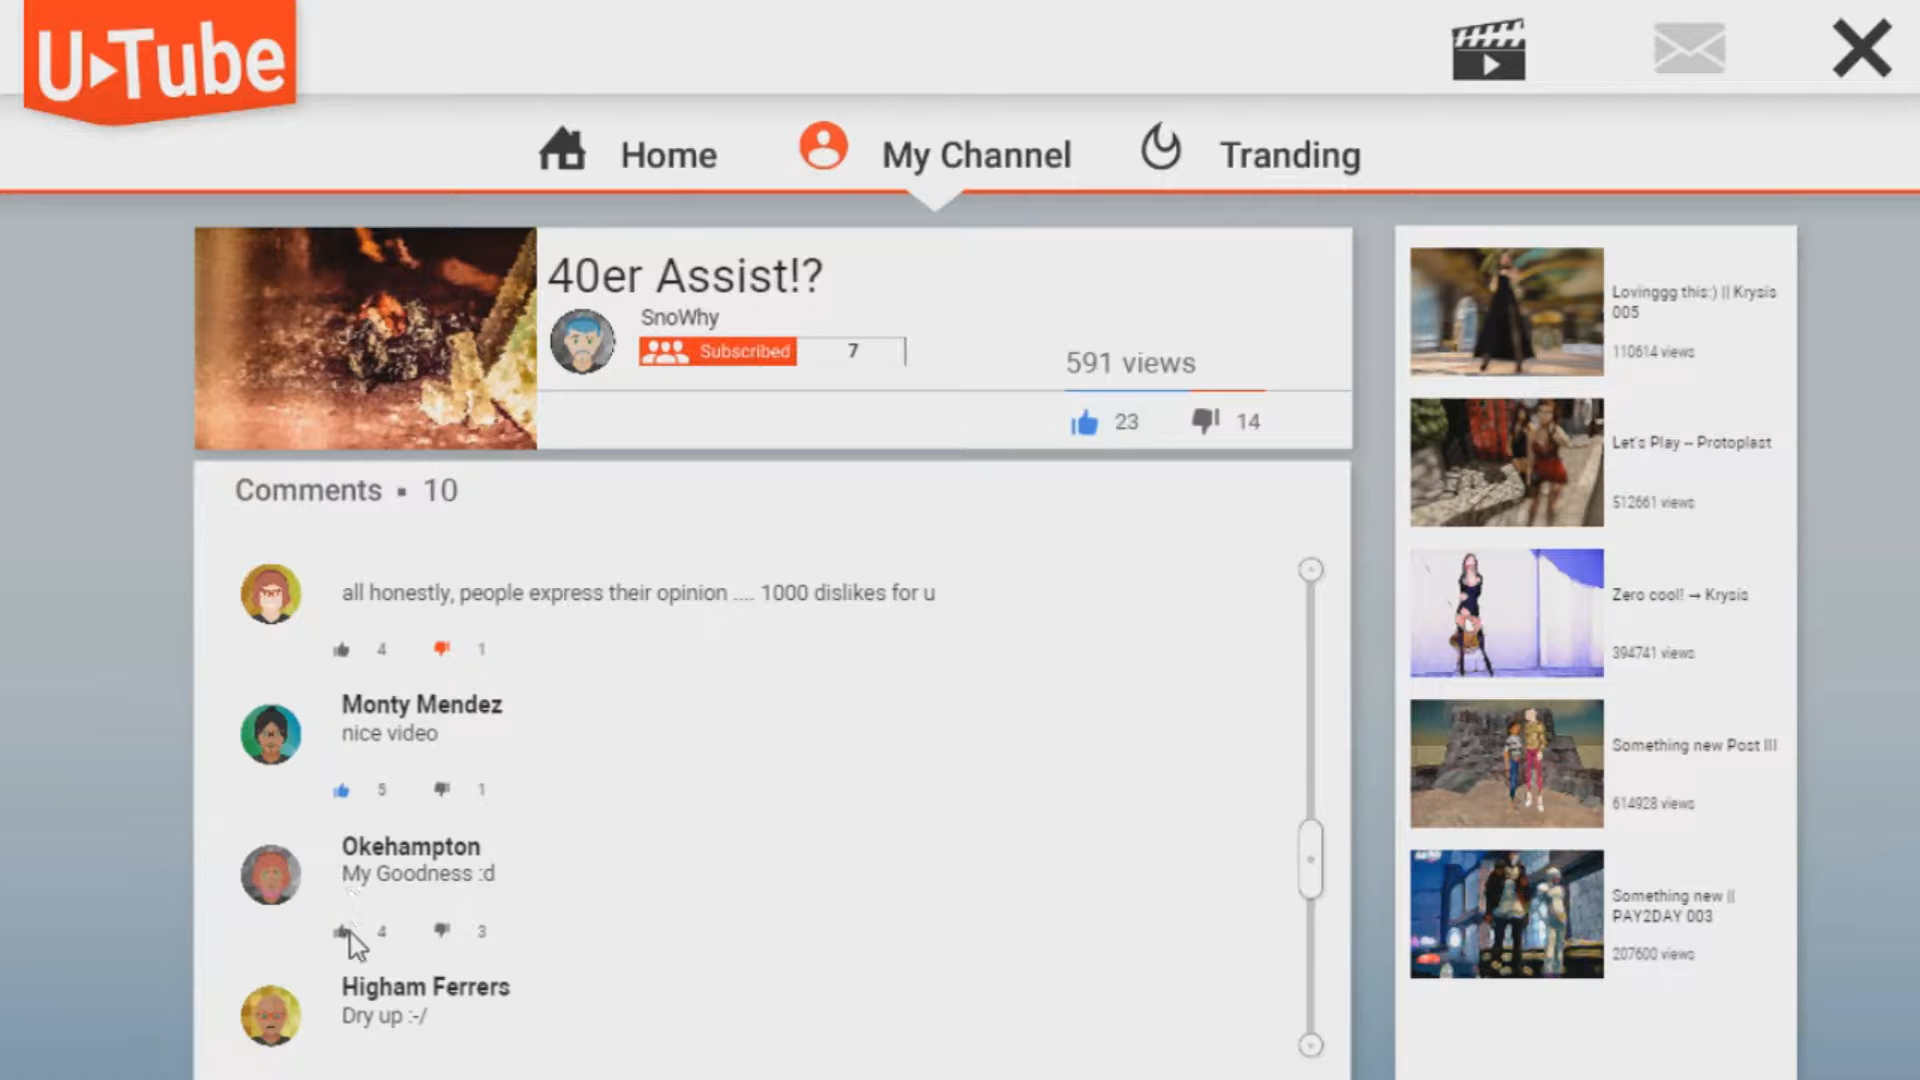 U Tube
Home
My Channel
Tranding
40er Assist!?
SnoWhy
Subscribed
7
591 views
23
14
Comments ▪ 10
all honestly, people express their opinion .... 1000 dislikes for u
4
1
Monty Mendez
nice video
5
1
Okehampton
My Goodness :d
4
3
Higham Ferrers
Dry up :-/
Lovinggg this:) || Krysis
005
110614 views
Let's Play -- Protoplast
512661 views
Zero cool! → Krysis
394741 views
Something new Post III
614928 views
Something new ||
PAY2DAY 003
207600 views